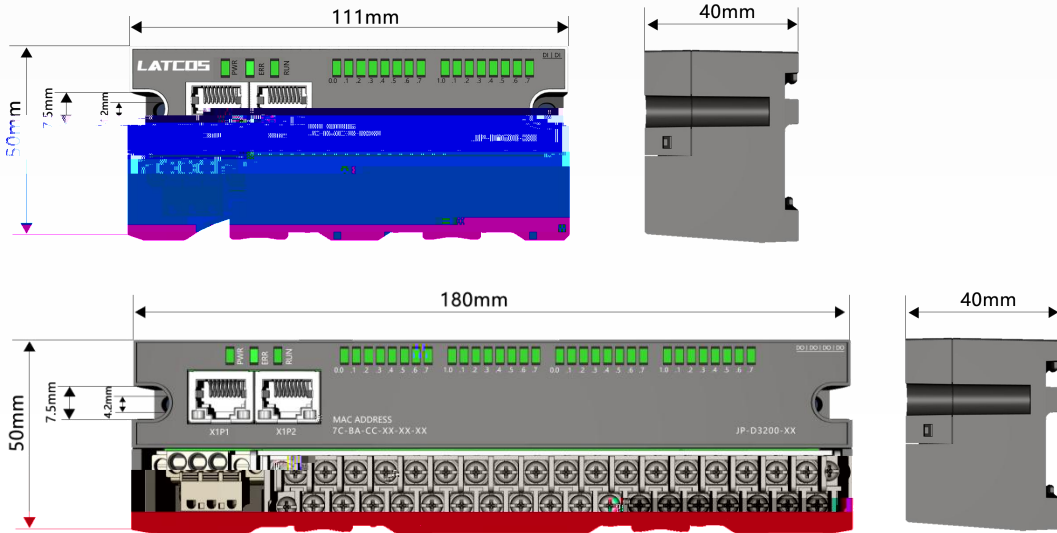 111mm
40mm
LATCOS
PWR
ERR
RUN
DI | DI
0.0 .1 .2 .3 .4 .5 .6 .7
1.0 .1 .2 .3 .4 .5 .6 .7
50mm
180mm
40mm
PWR
ERR
RUN
DO | DO | DO | DO
0.0 .1 .2 .3 .4 .5 .6 .7
1.0 .1 .2 .3 .4 .5 .6 .7
0.0 .1 .2 .3 .4 .5 .6 .7
1.0 .1 .2 .3 .4 .5 .6 .7
50mm
7.5mm
4.2mm
MAC ADDRESS
X1P1
X1P2
7C-BA-CC-XX-XX-XX
JP-D3200-XX